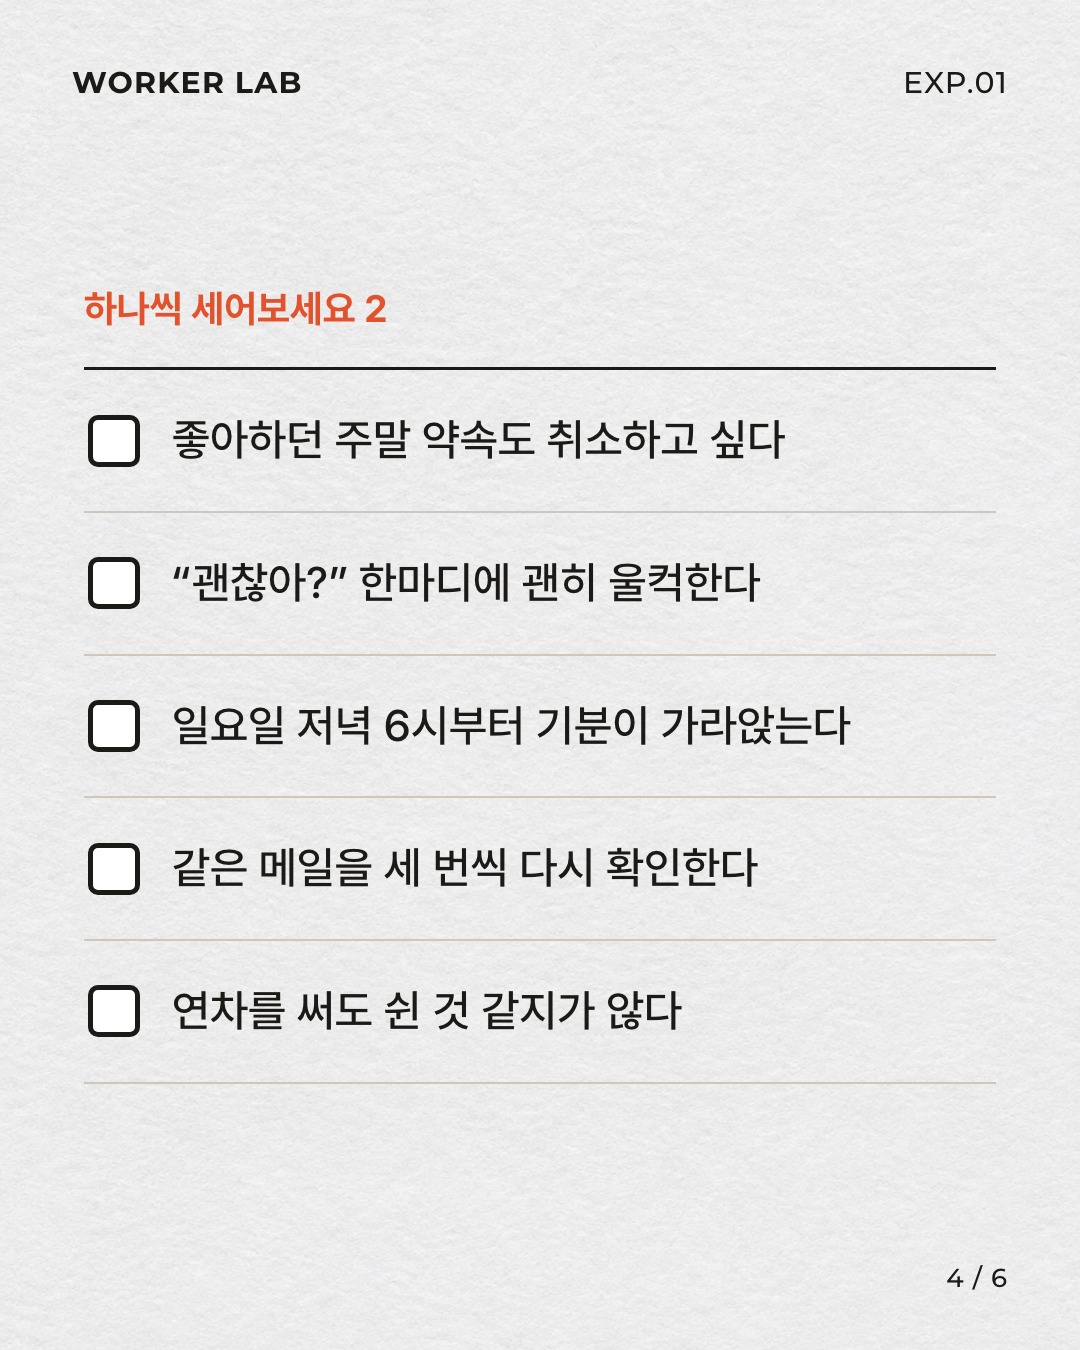 WORKER LAB
EXP.01
하나씩 세어보세요 2
좋아하던 주말 약속도 취소하고 싶다
“괜찮아?” 한마디에 괜히 울컥한다
일요일 저녁 6시부터 기분이 가라앉는다
같은 메일을 세 번씩 다시 확인한다
연차를 써도 쉰 것 같지가 않다
4 / 6